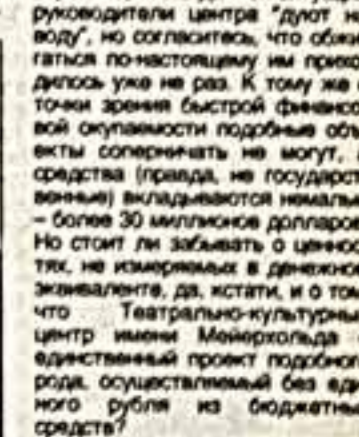 руководители центра "дуют на
воду", но согласитесь, что обжи-
гаться по-настоящему им прихо-
дилось уже не раз. К тому же с
точки зрения быстрой финансо-
вой окупаемости подобные объ-
екты соперничать не могут, а
средства (правда, не государст-
венные) вкладываются немалые
– более 30 миллионов долларов.
Но стоит ли забывать о ценнос-
тях, не измеряемых в денежном
эквиваленте, да, кстати, и о том,
что Театрально-культурный
центр имени Мейерхольда –
единственный проект подобного
рода, осуществляемый без еди-
ного рубля из бюджетных
средств?